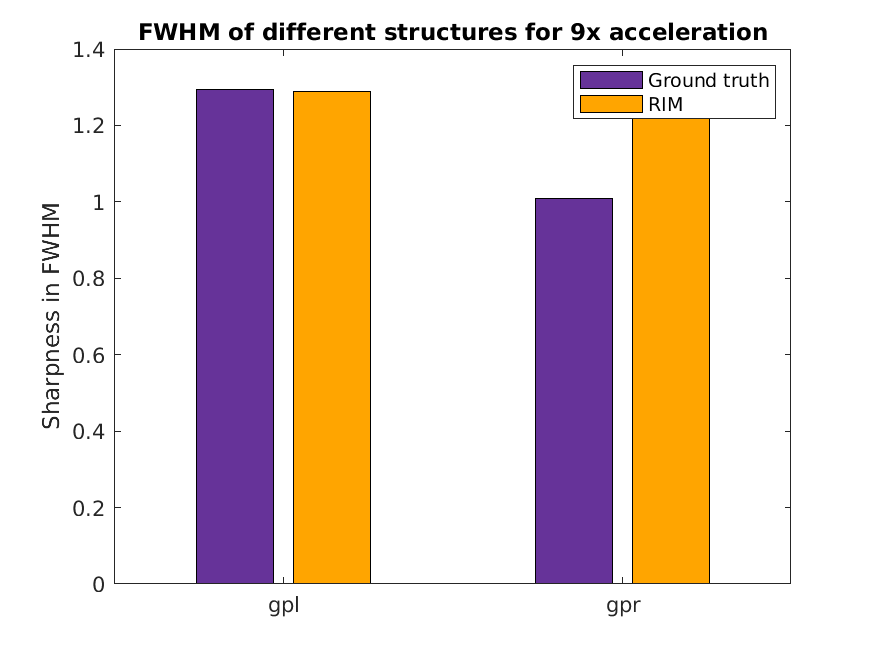 FWHM of different structures for 9x acceleration
Ground truth
RIM
Sharpness in FWHM
1.4
1.2
1
0.8
0.6
0.4
0.2
0
gpl
gpr